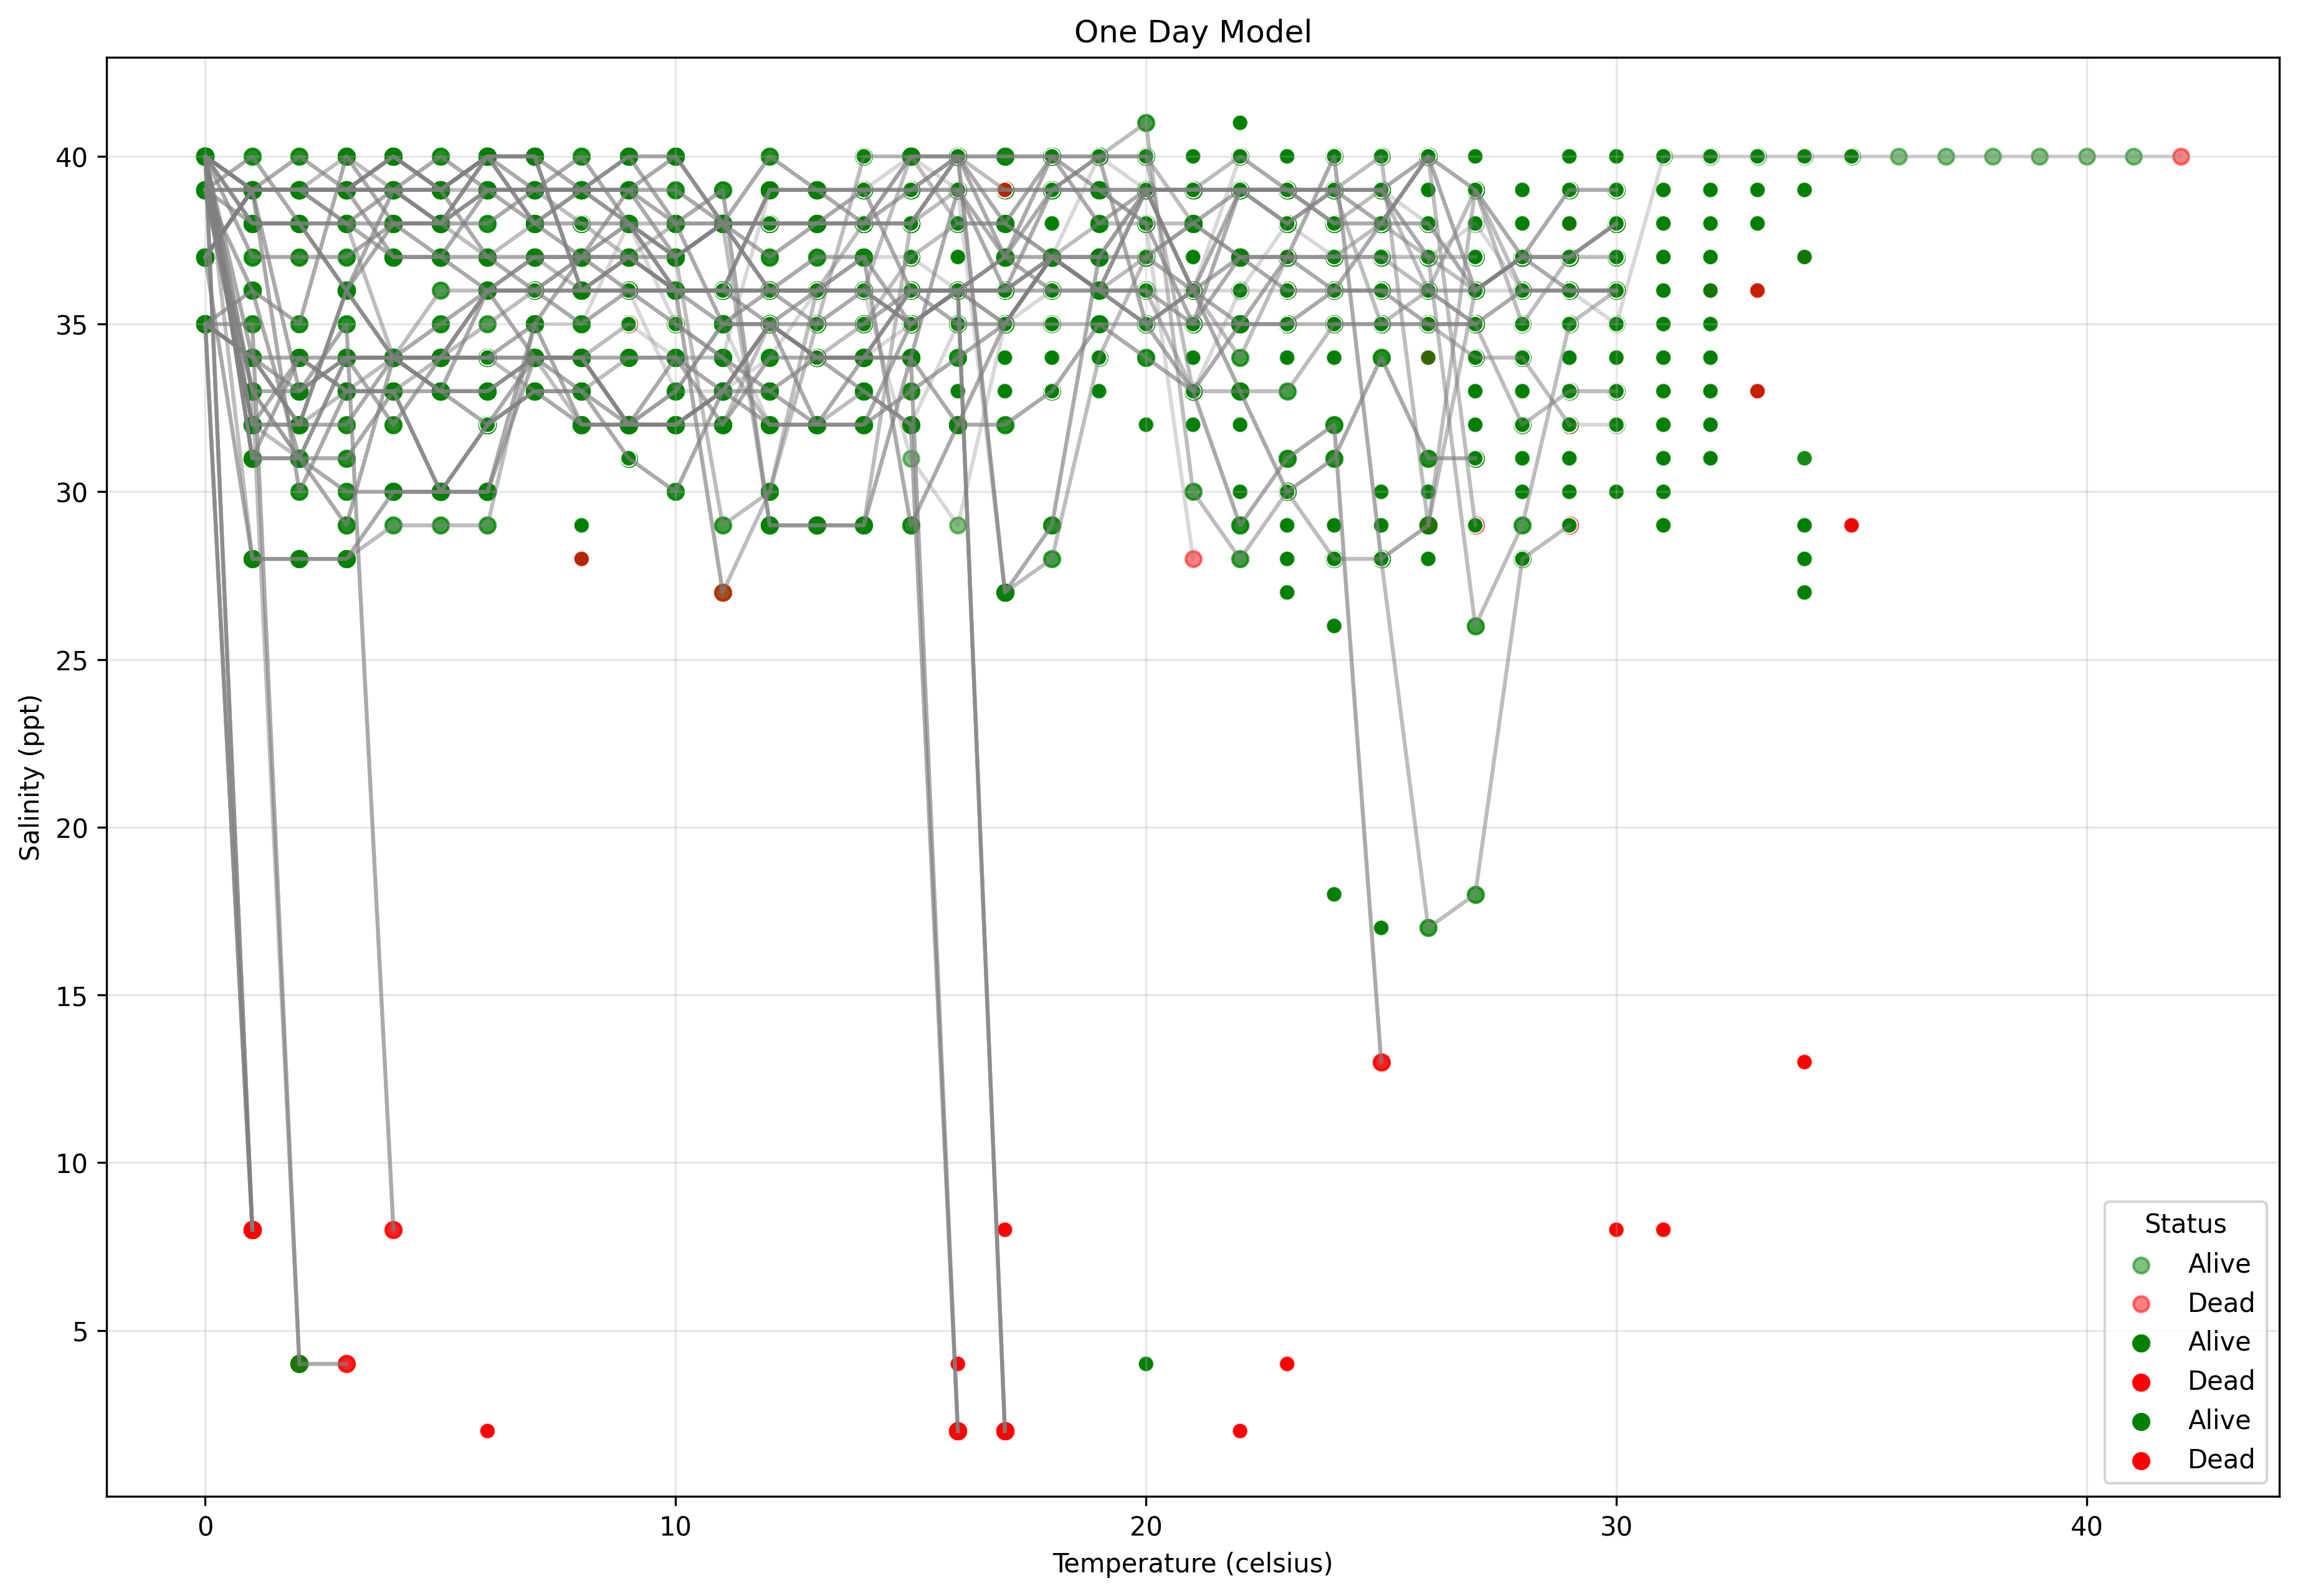 One Day Model
40
35
30
25
20
15
10
5
Salinity (ppt)
0
10
20
30
40
Temperature (celsius)
Status
Alive
Dead
Alive
Dead
Alive
Dead